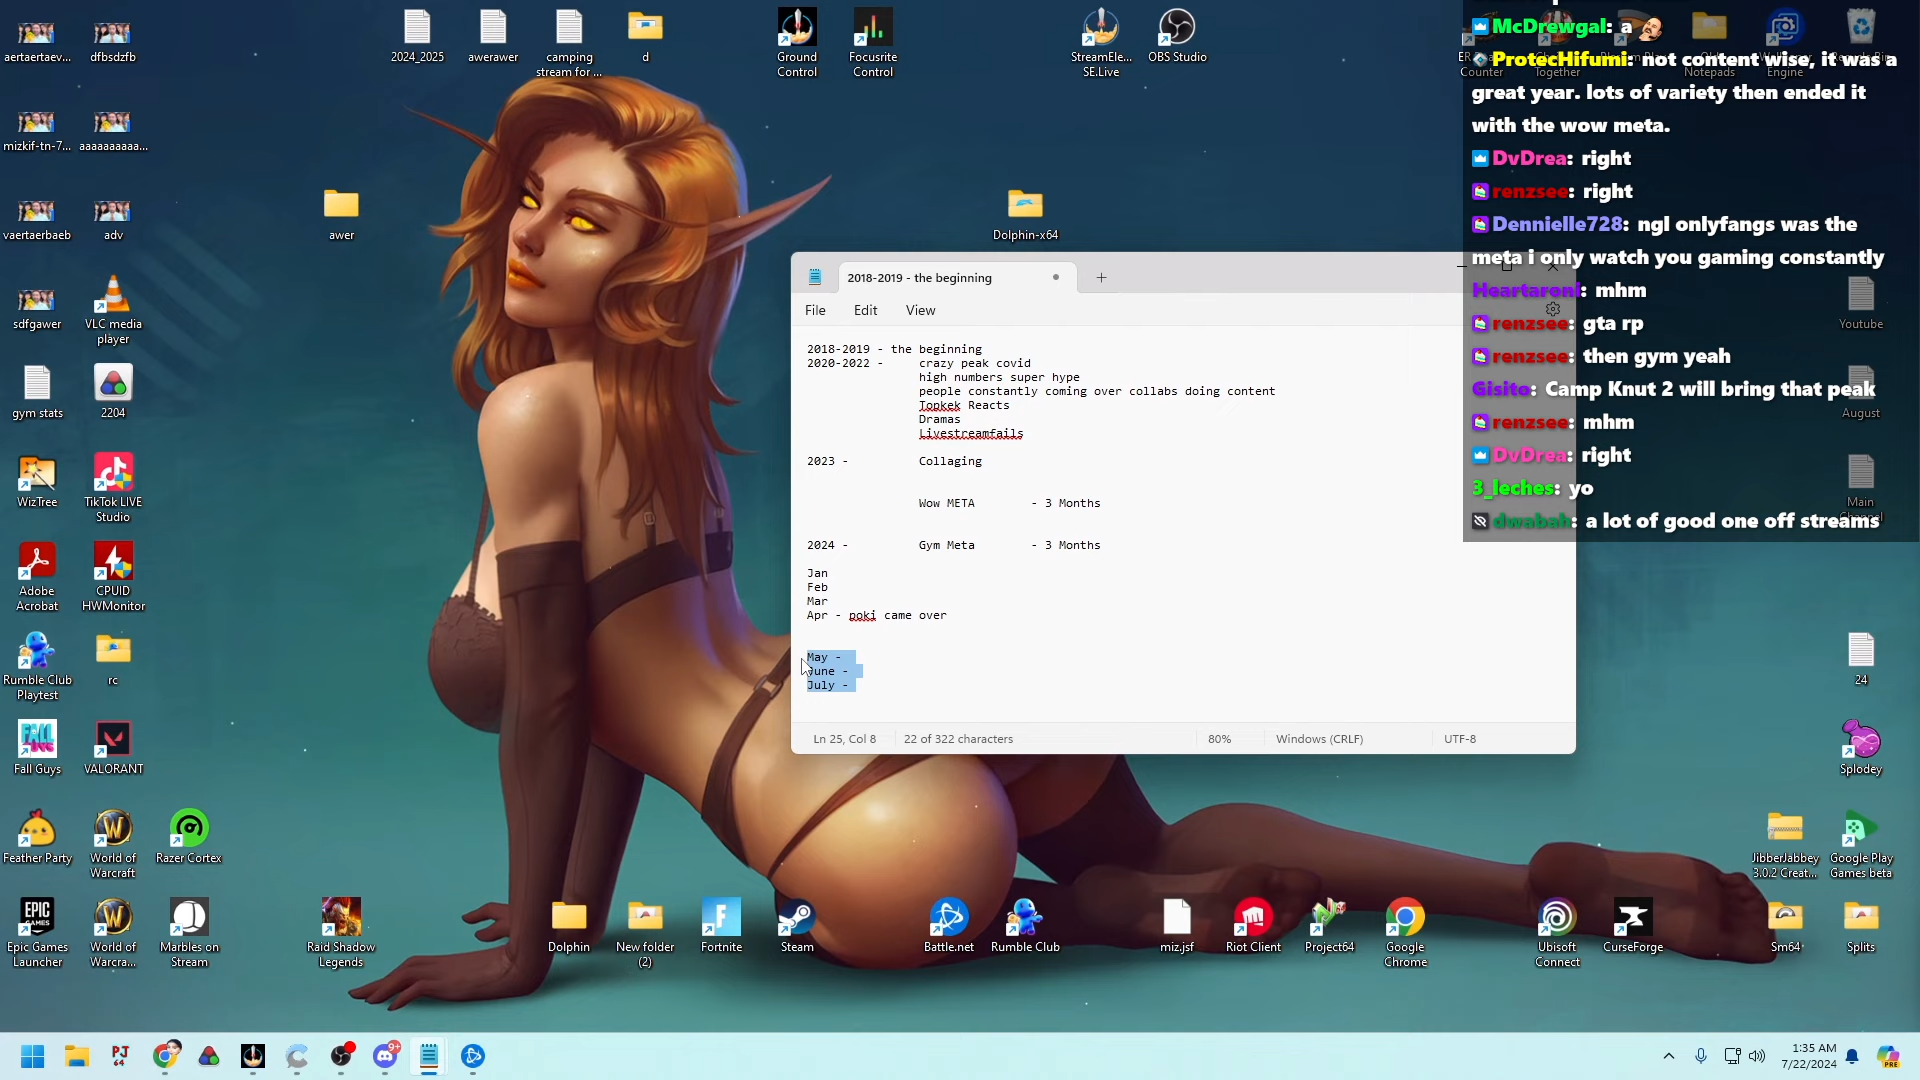 aertaertaev...
dfbsdzfb
2024_2025
awerawer
camping
stream for ...
d
Ground
Control
Focusrite
Control
StreamEle...
SE.Live
OBS Studio
Counter
Together
Notepads
Engine
McDrewgal: a
ProtecHifumi: not content wise, it was a
great year. lots of variety then ended it
with the wow meta.
DvDrea: right
renzsee: right
Dennielle728: ngl onlyfangs was the
meta i only watch you gaming constantly
Heartaroni: mhm
renzsee: gta rp
renzsee: then gym yeah
Gisito: Camp Knut 2 will bring that peak
renzsee: mhm
DvDrea: right
3_leches: yo
dwabah: a lot of good one off streams
mizkif-tn-7...
aaaaaaaaaa...
vaertaerbaeb
adv
awer
Dolphin-x64
sdfgawer
VLC media
player
gym stats
2204
WizTree
TikTok LIVE
Studio
Adobe
Acrobat
CPUID
HWMonitor
Rumble Club
Playtest
rc
Fall Guys
VALORANT
Feather Party
World of
Warcraft
Razer Cortex
Epic Games
Launcher
World of
Warcra...
Marbles on
Stream
Raid Shadow
Legends
2018-2019 - the beginning
File Edit View
2018-2019 - the beginning
2020-2022 - crazy peak covid
high numbers super hype
people constantly coming over collabs doing content
Topkek Reacts
Dramas
Livestreamfails
2023 - Collaging
Wow META - 3 Months
2024 - Gym Meta - 3 Months
Jan
Feb
Mar
Apr - poki came over
May -
June -
July -
Ln 25, Col 8 22 of 322 characters 80% Windows (CRLF) UTF-8
Youtube
August
Main
Channel
24
Splodey
JibberJabbey
3.0.2 Creat...
Google Play
Games beta
Dolphin
New folder
(2)
Fortnite
Steam
Battle.net
Rumble Club
miz.jsf
Riot Client
Project64
Google
Chrome
Ubisoft
Connect
CurseForge
Sm64
Splits
1:35 AM
7/22/2024